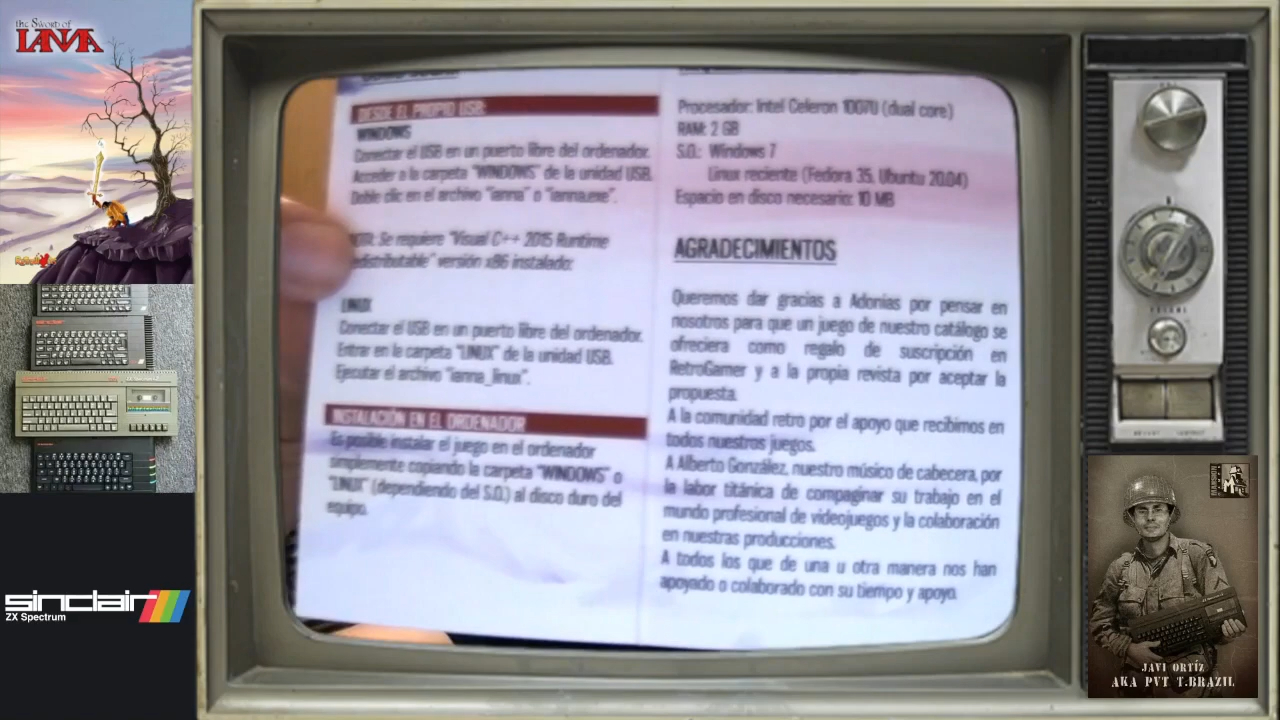 the Sword of
IANNA
sinclair
ZX Spectrum
DESDE EL PROPIO USB:
WINDOWS
Conectar el USB en un puerto libre del ordenador.
Acceder a la carpeta "WINDOWS" de la unidad USB.
Doble clic en el archivo "ianna" o "ianna.exe".
Se requiere "Visual C++ 2015 Runtime
versión x86 instalado:
LINUX
Conectar el USB en un puerto libre del ordenador.
Entrar en la carpeta "LINUX" de la unidad USB.
Ejecutar el archivo "ianna_linux".
INSTALACIÓN EN EL ORDENADOR
Es posible instalar el juego en el ordenador
simplemente copiando la carpeta "WINDOWS" o
"LINUX" (dependiendo del S.O.) al disco duro del
equipo.
Procesador: Intel Celeron 1007U (dual core)
RAM: 2 GB
S.O.: Windows 7
Linux reciente (Fedora 35, Ubuntu 20.04)
Espacio en disco necesario: 10 MB
AGRADECIMIENTOS
Queremos dar gracias a Adonías por pensar en
nosotros para que un juego de nuestro catálogo se
ofreciera como regalo de suscripción en
RetroGamer y a la propia revista por aceptar la
propuesta.
A la comunidad retro por el apoyo que recibimos en
todos nuestros juegos.
A Alberto González, nuestro músico de cabecera, por
la labor titánica de compaginar su trabajo en el
mundo profesional de videojuegos y la colaboración
en nuestras producciones.
A todos los que de una u otra manera nos han
apoyado o colaborado con su tiempo y apoyo.
JAVI ORTÍZ
AKA PVT T.BRAZIL